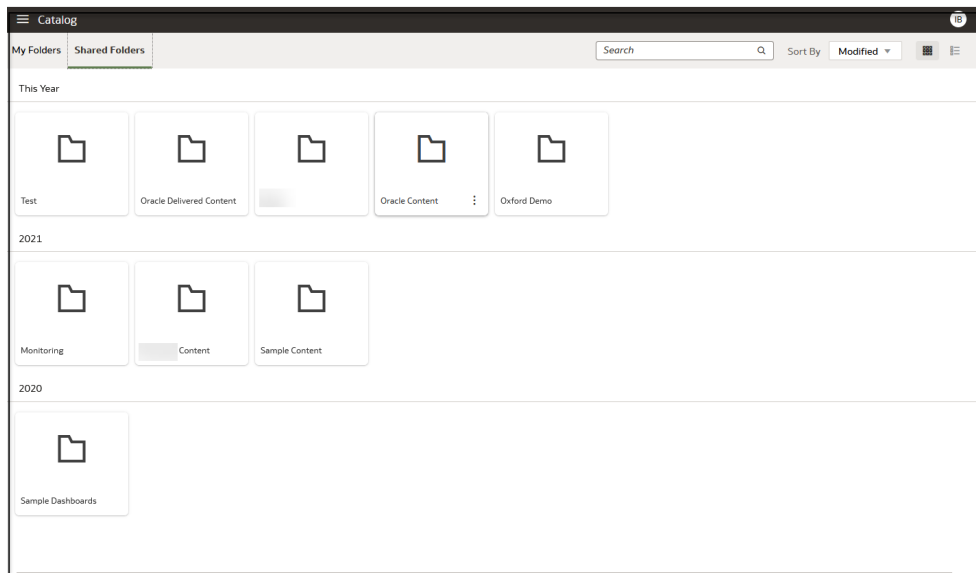 Catalog
IB
My Folders Shared Folders Search Sort By Modified
This Year
Test Oracle Delivered Content Oracle Content Oxford Demo
2021
Monitoring Content Sample Content
2020
Sample Dashboards